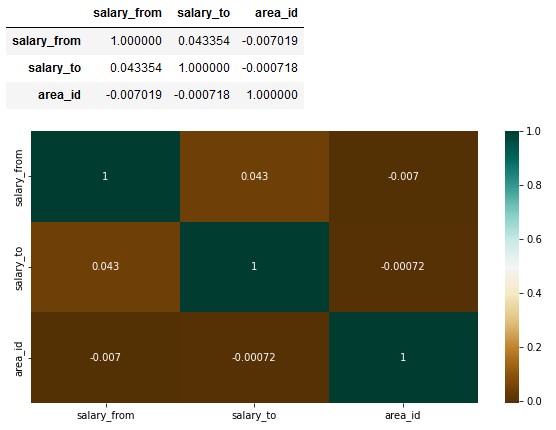 salary_from salary_to area_id
salary_from 1.000000 0.043354 -0.007019
salary_to 0.043354 1.000000 -0.000718
area_id -0.007019 -0.000718 1.000000
1.0
salary_from 1 0.043 -0.007
0.8
0.6
salary_to 0.043 1 -0.00072
0.4
0.2
area_id -0.007 -0.00072 1
0.0
salary_from salary_to area_id